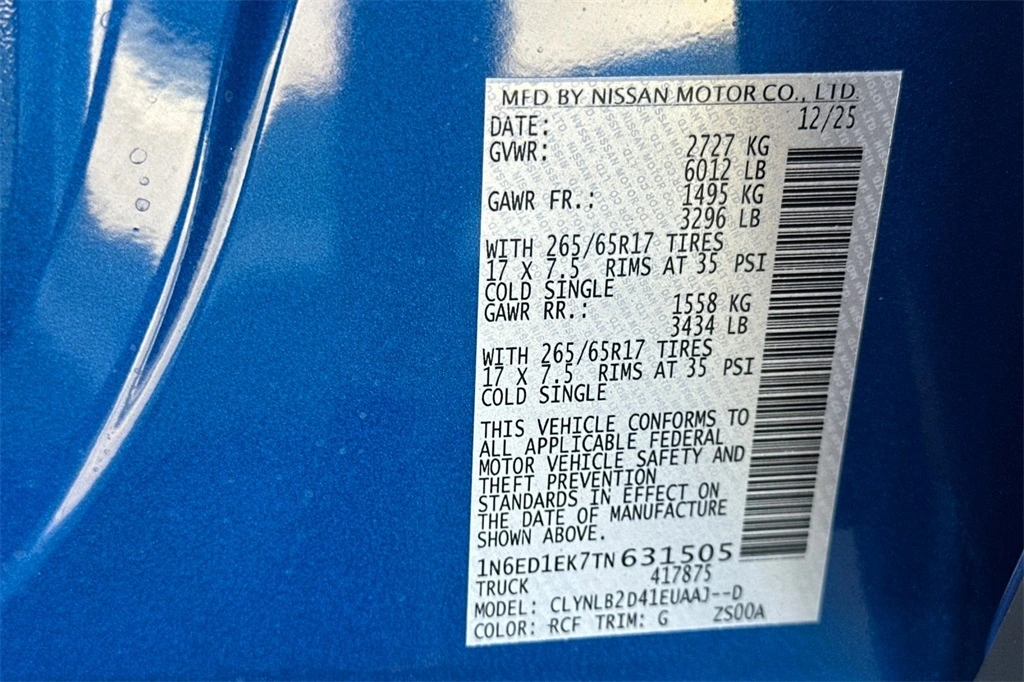 MFD BY NISSAN MOTOR CO., LTD.
DATE: 12/25
GVWR: 2727 KG
6012 LB
GAWR FR.: 1495 KG
3296 LB
WITH 265/65R17 TIRES
17 X 7.5 RIMS AT 35 PSI
COLD SINGLE
GAWR RR.: 1558 KG
3434 LB
WITH 265/65R17 TIRES
17 X 7.5 RIMS AT 35 PSI
COLD SINGLE
THIS VEHICLE CONFORMS TO
ALL APPLICABLE FEDERAL
MOTOR VEHICLE SAFETY AND
THEFT PREVENTION
STANDARDS IN EFFECT ON
THE DATE OF MANUFACTURE
SHOWN ABOVE.
1N6ED1EK7TN631505
TRUCK 417875
MODEL: CLYNLB2D41EUAAJ--D
COLOR: RCF TRIM: G ZS00A